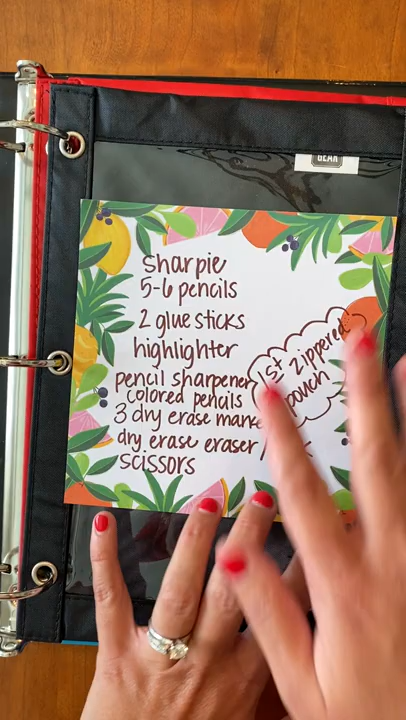 GEAR
sharpie
5-6 pencils
2 glue sticks
highlighter
pencil sharpener
colored pencils
3 dry erase
dry erase eraser
scissors
1st zippered
pouch